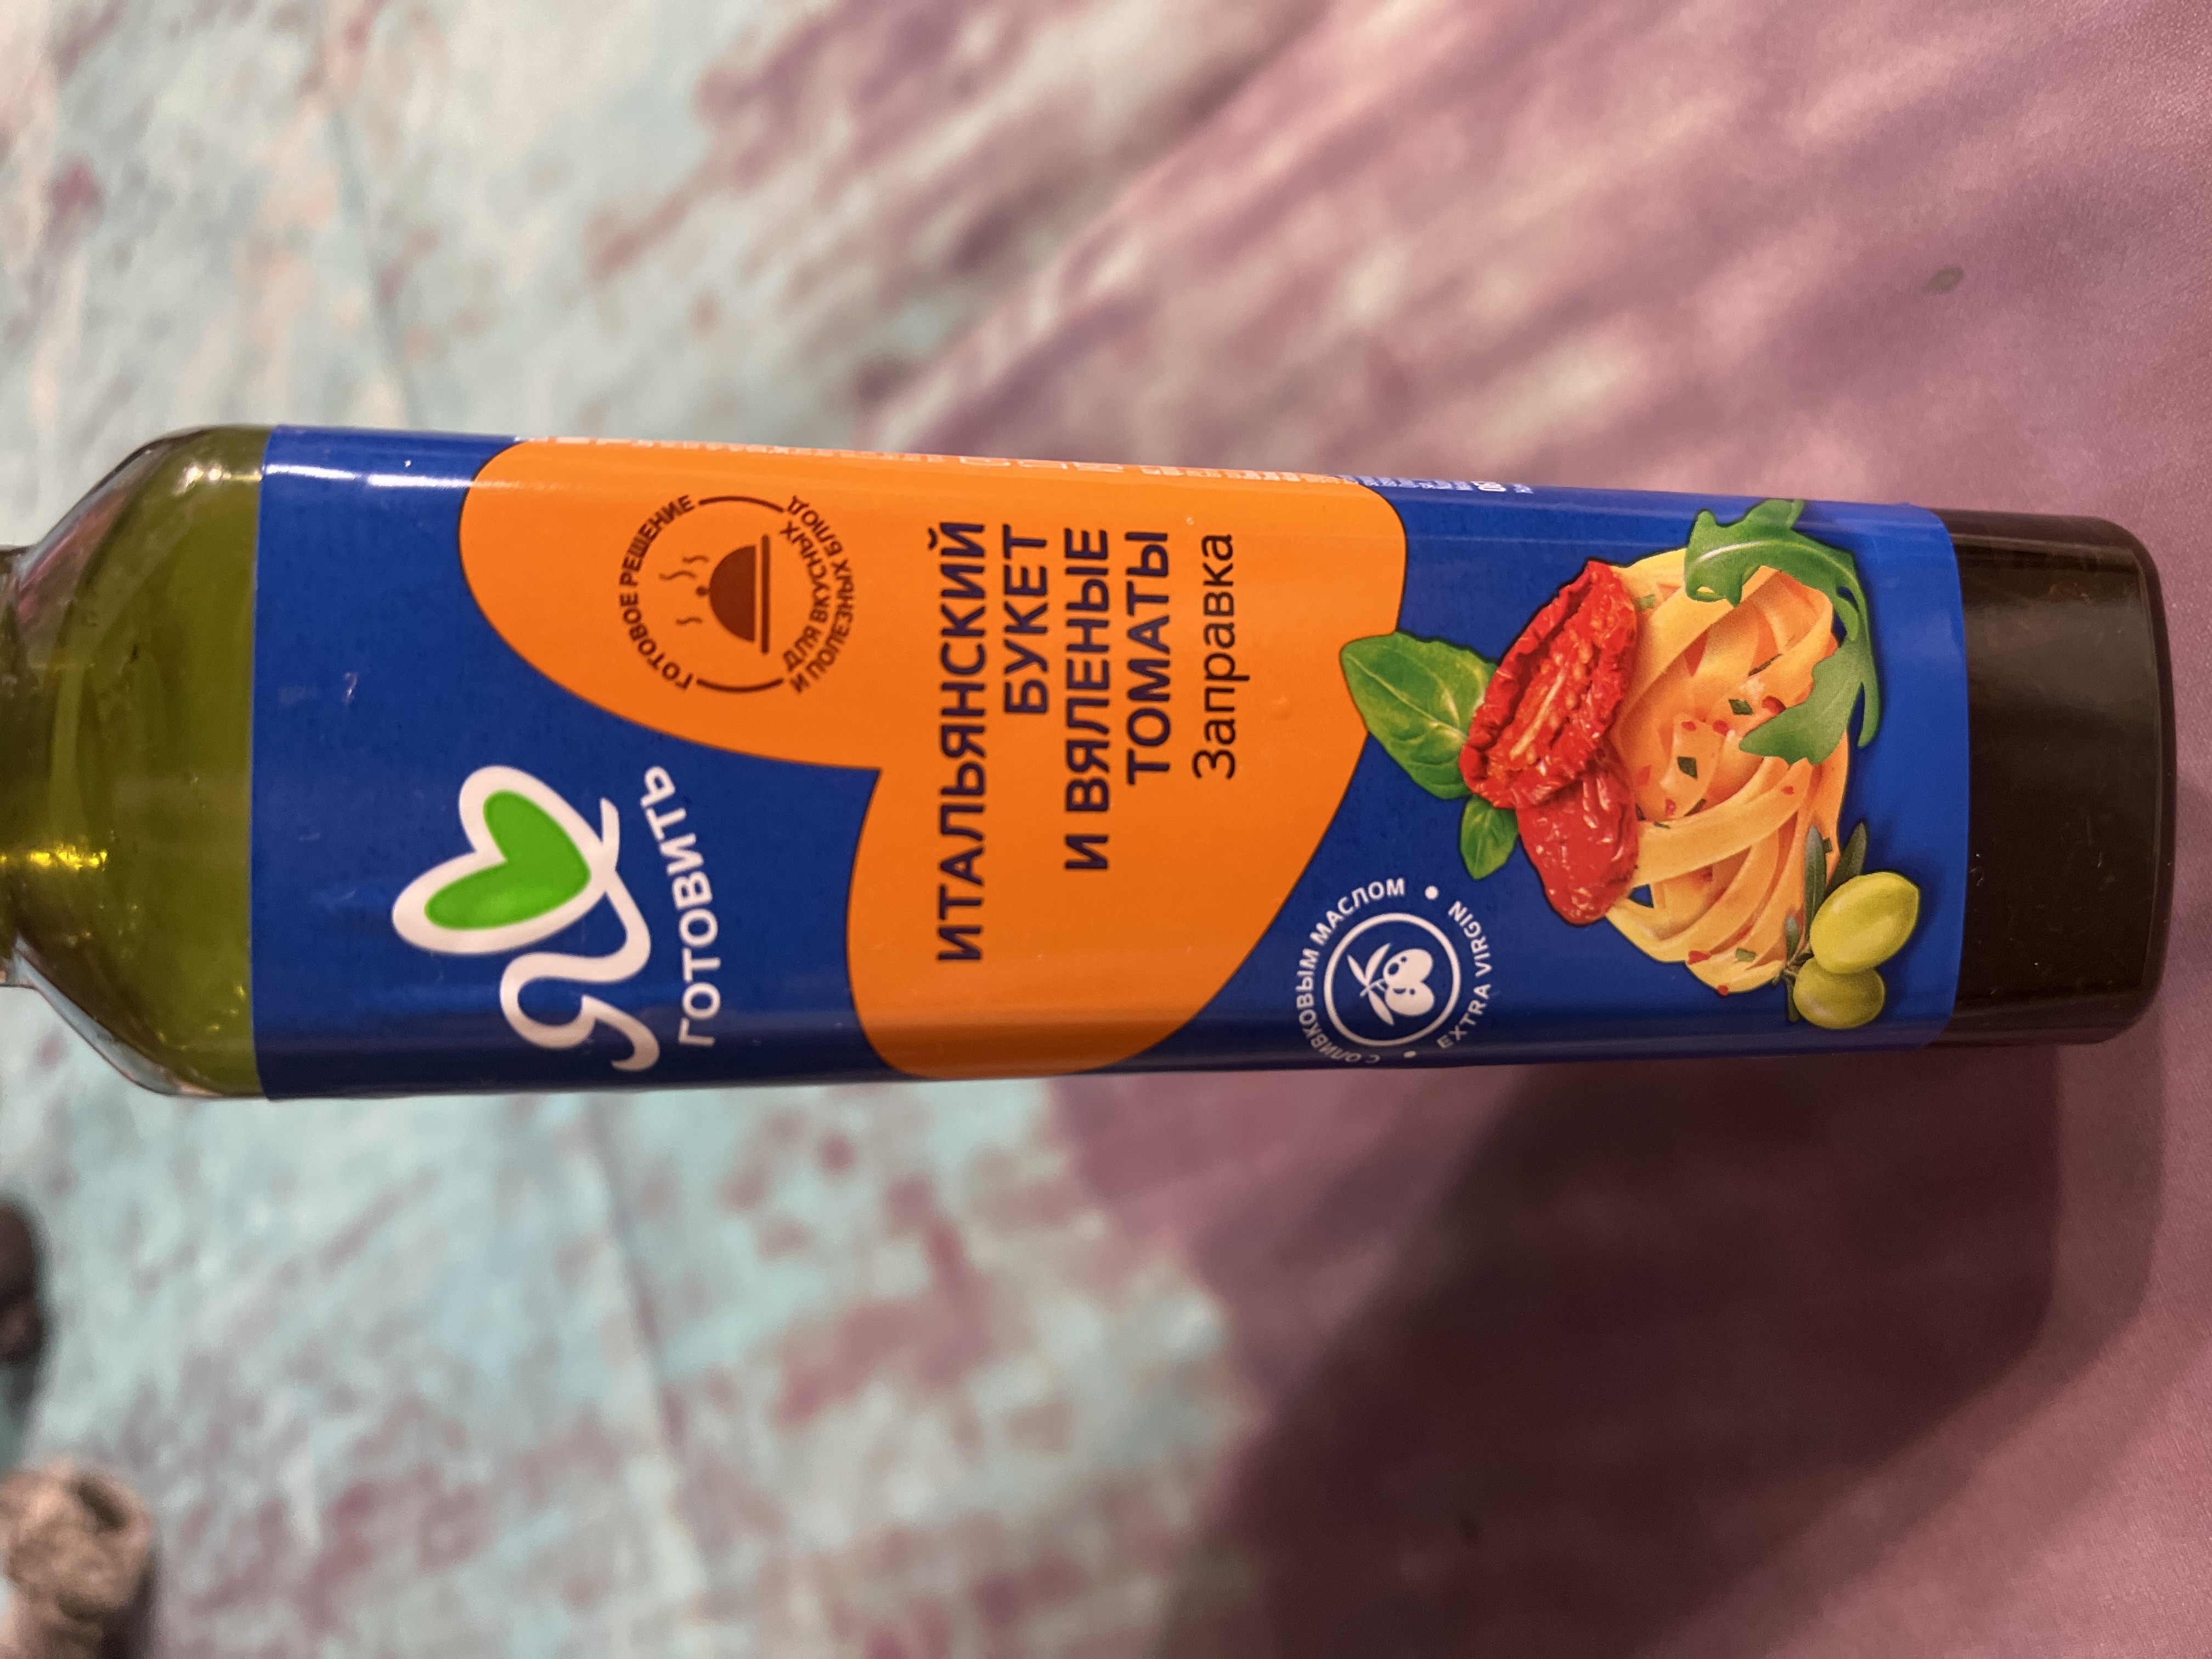 Я
ГОТОВИТЬ
ГОТОВОЕ РЕШЕНИЕ
ДЛЯ ВКУСНЫХ
И ПОЛЕЗНЫХ БЛЮД
ИТАЛЬЯНСКИЙ
БУКЕТ
И ВЯЛЕНЫЕ
ТОМАТЫ
Заправка
С ОЛИВКОВЫМ МАСЛОМ
EXTRA VIRGIN